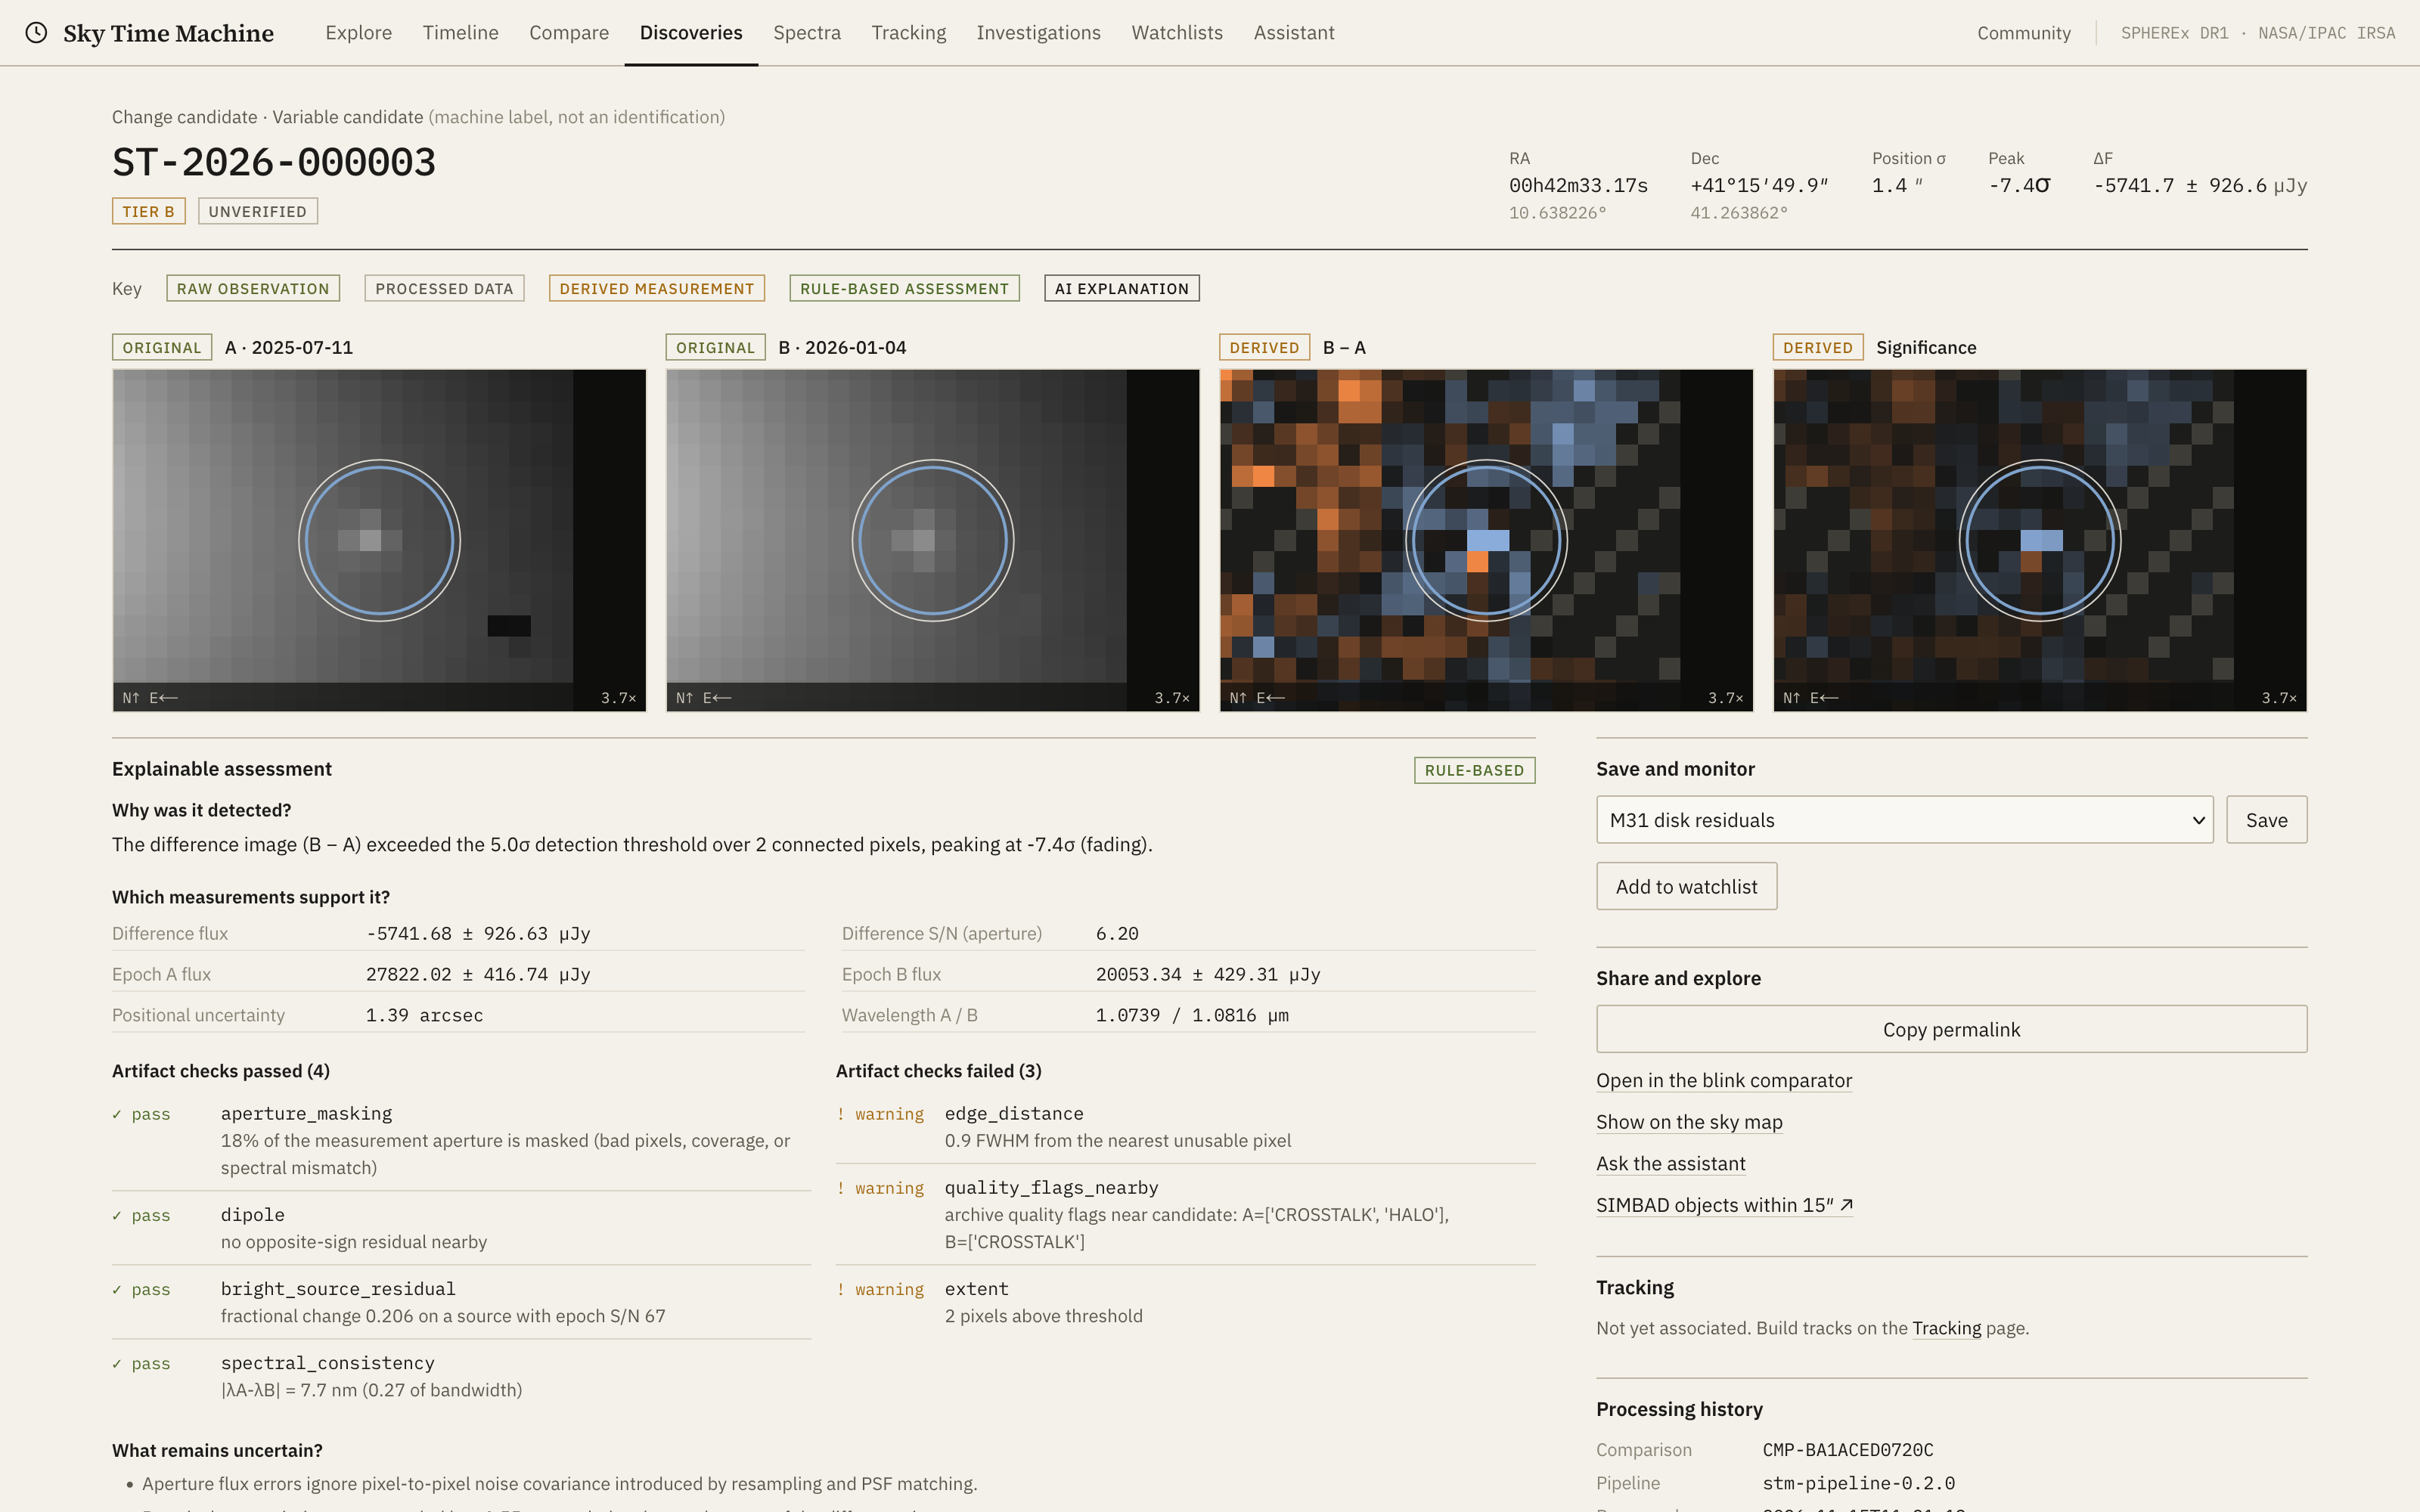 Sky Time Machine Explore Timeline Compare Discoveries Spectra Tracking Investigations Watchlists Assistant Community SPHEREx DR1 · NASA/IPAC IRSA
Change candidate · Variable candidate (machine label, not an identification)
ST-2026-000003
TIER B UNVERIFIED
RA Dec Position σ Peak ΔF
00h42m33.17s +41°15′49.9″ 1.4 ″ -7.4σ -5741.7 ± 926.6 µJy
10.638226° 41.263862°
Key RAW OBSERVATION PROCESSED DATA DERIVED MEASUREMENT RULE-BASED ASSESSMENT AI EXPLANATION
ORIGINAL A · 2025-07-11
N↑ E⟵ 3.7×
ORIGINAL B · 2026-01-04
N↑ E⟵ 3.7×
DERIVED B − A
N↑ E⟵ 3.7×
DERIVED Significance
N↑ E⟵ 3.7×
Explainable assessment RULE-BASED
Why was it detected?
The difference image (B − A) exceeded the 5.0σ detection threshold over 2 connected pixels, peaking at -7.4σ (fading).
Which measurements support it?
Difference flux -5741.68 ± 926.63 µJy
Difference S/N (aperture) 6.20
Epoch A flux 27822.02 ± 416.74 µJy
Epoch B flux 20053.34 ± 429.31 µJy
Positional uncertainty 1.39 arcsec
Wavelength A / B 1.0739 / 1.0816 µm
Artifact checks passed (4)
✓ pass aperture_masking
18% of the measurement aperture is masked (bad pixels, coverage, or
spectral mismatch)
✓ pass dipole
no opposite-sign residual nearby
✓ pass bright_source_residual
fractional change 0.206 on a source with epoch S/N 67
✓ pass spectral_consistency
|λA-λB| = 7.7 nm (0.27 of bandwidth)
Artifact checks failed (3)
! warning edge_distance
0.9 FWHM from the nearest unusable pixel
! warning quality_flags_nearby
archive quality flags near candidate: A=['CROSSTALK', 'HALO'],
B=['CROSSTALK']
! warning extent
2 pixels above threshold
What remains uncertain?
• Aperture flux errors ignore pixel-to-pixel noise covariance introduced by resampling and PSF matching.
Save and monitor
M31 disk residuals Save
Add to watchlist
Share and explore
Copy permalink
Open in the blink comparator
Show on the sky map
Ask the assistant
SIMBAD objects within 15″ ↗
Tracking
Not yet associated. Build tracks on the Tracking page.
Processing history
Comparison CMP-BA1ACED0720C
Pipeline stm-pipeline-0.2.0